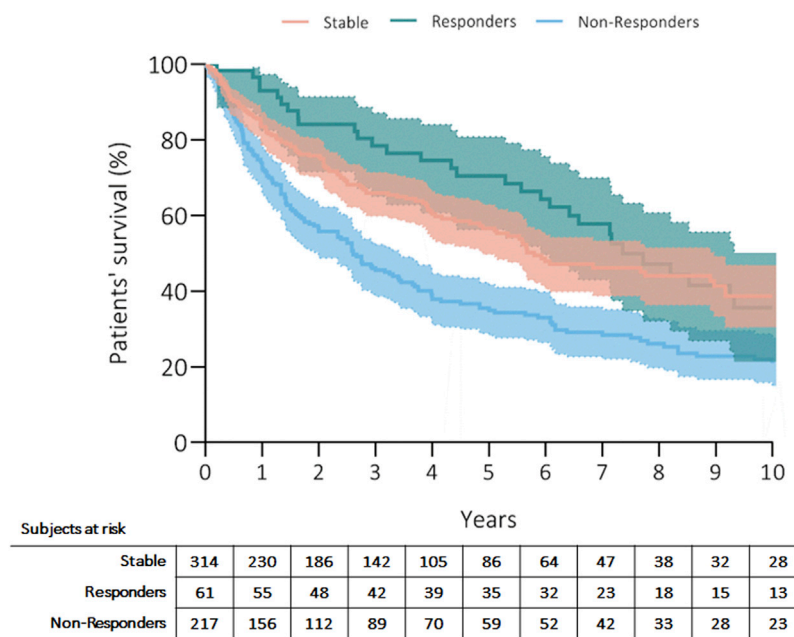 Stable Responders Non-Responders
100
80
60
40
20
0
Patients' survival (%)
0 1 2 3 4 5 6 7 8 9 10
Years
Subjects at risk
Stable 314 230 186 142 105 86 64 47 38 32 28
Responders 61 55 48 42 39 35 32 23 18 15 13
Non-Responders 217 156 112 89 70 59 52 42 33 28 23